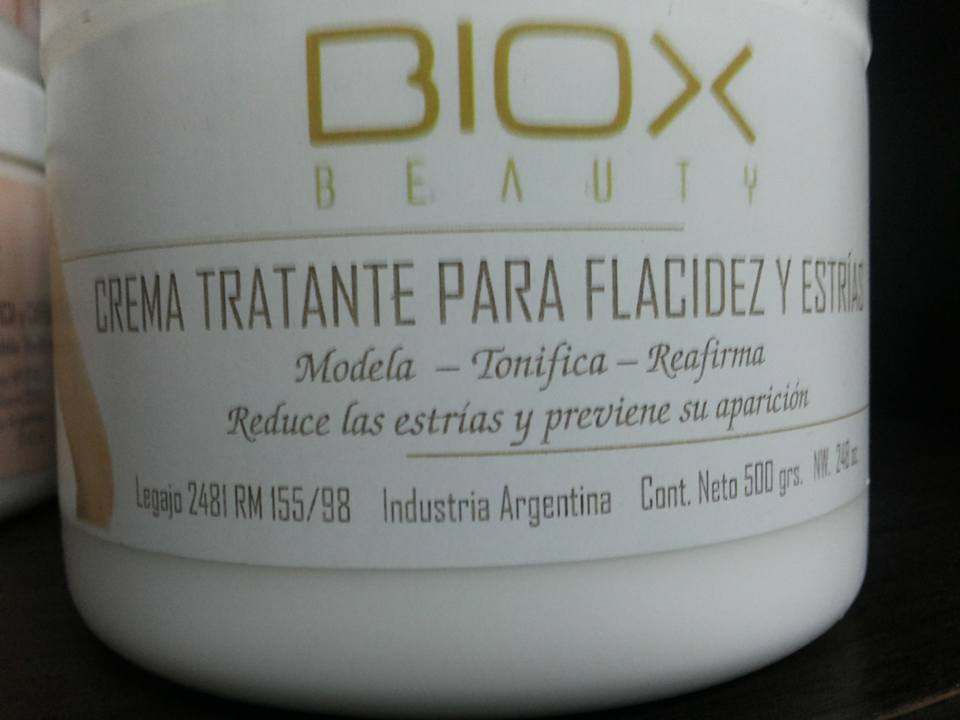 BIOX
BEAUTY
CREMA TRATANTE PARA FLACIDEZ Y ESTRÍAS
Modela – Tonifica – Reafirma
Reduce las estrías y previene su aparición
Legajo 2481 RM 155/98 Industria Argentina Cont. Neto 500 grs. NW.